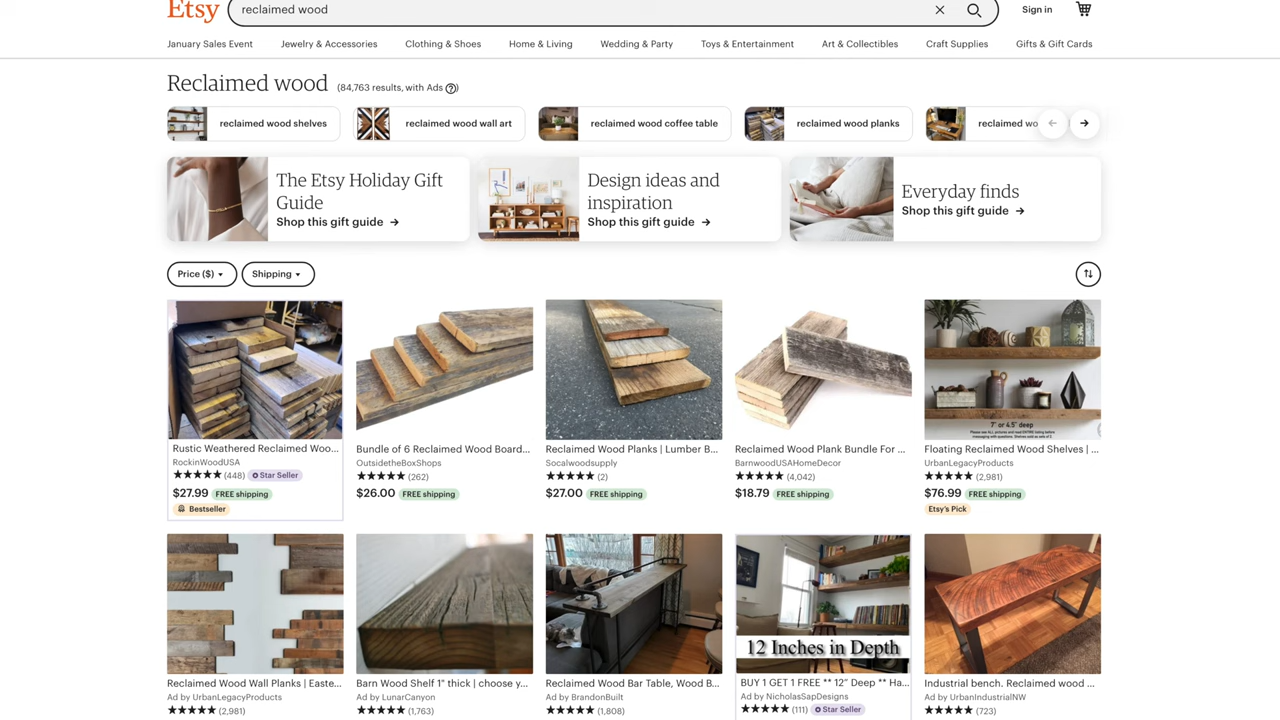 Etsy
reclaimed wood
Sign in
January Sales Event
Jewelry & Accessories
Clothing & Shoes
Home & Living
Wedding & Party
Toys & Entertainment
Art & Collectibles
Craft Supplies
Gifts & Gift Cards
Reclaimed wood (84,763 results, with Ads ?)
reclaimed wood shelves
reclaimed wood wall art
reclaimed wood coffee table
reclaimed wood planks
reclaimed wo
The Etsy Holiday Gift
Guide
Shop this gift guide →
Design ideas and
inspiration
Shop this gift guide →
Everyday finds
Shop this gift guide →
Price ($)
Shipping
Rustic Weathered Reclaimed Woo...
RockinWoodUSA
★★★★★ (448) Star Seller
$27.99 FREE shipping
Bestseller
Bundle of 6 Reclaimed Wood Board...
OutsidetheBoxShops
★★★★★ (262)
$26.00 FREE shipping
Reclaimed Wood Planks | Lumber B...
Socalwoodsupply
★★★★★ (2)
$27.00 FREE shipping
Reclaimed Wood Plank Bundle For ...
BarnwoodUSAHomeDecor
★★★★★ (4,042)
$18.79 FREE shipping
7" or 4.5" deep
Floating Reclaimed Wood Shelves | ...
UrbanLegacyProducts
★★★★★ (2,981)
$76.99 FREE shipping
Etsy's Pick
Reclaimed Wood Wall Planks | Easte...
Ad by UrbanLegacyProducts
★★★★★ (2,981)
Barn Wood Shelf 1" thick | choose y...
Ad by LunarCanyon
★★★★★ (1,763)
Reclaimed Wood Bar Table, Wood B...
Ad by BrandonBuilt
★★★★★ (1,808)
12 Inches in Depth
BUY 1 GET 1 FREE ** 12" Deep ** Ha...
Ad by NicholasSapDesigns
★★★★★ (111) Star Seller
Industrial bench. Reclaimed wood ...
Ad by UrbanIndustrialNW
★★★★★ (723)